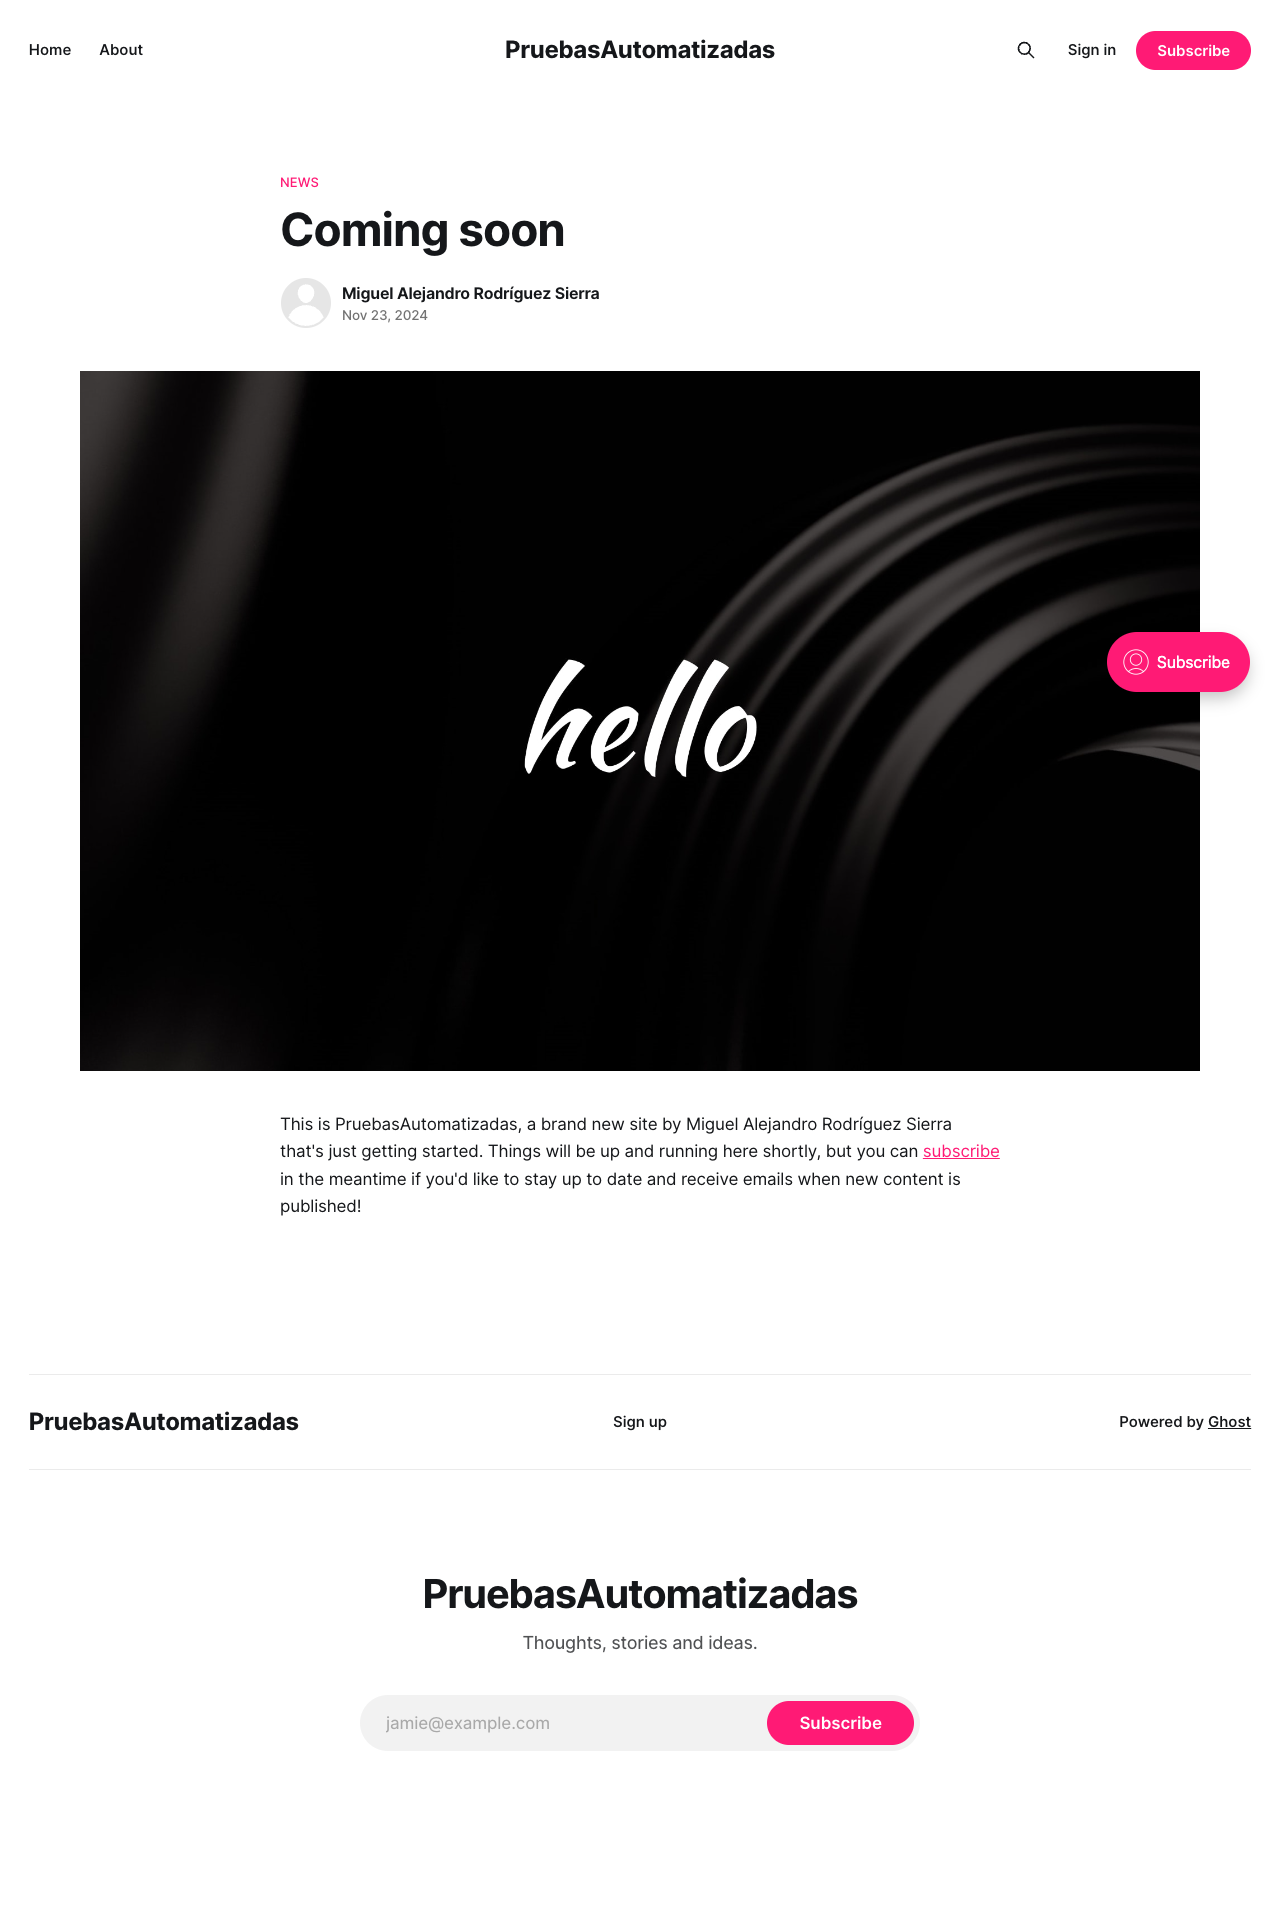 Home About PruebasAutomatizadas Sign in Subscribe
NEWS
Coming soon
Miguel Alejandro Rodríguez Sierra
Nov 23, 2024
hello
Subscribe
This is PruebasAutomatizadas, a brand new site by Miguel Alejandro Rodríguez Sierra
that's just getting started. Things will be up and running here shortly, but you can subscribe
in the meantime if you'd like to stay up to date and receive emails when new content is
published!
PruebasAutomatizadas Sign up Powered by Ghost
PruebasAutomatizadas
Thoughts, stories and ideas.
jamie@example.com Subscribe